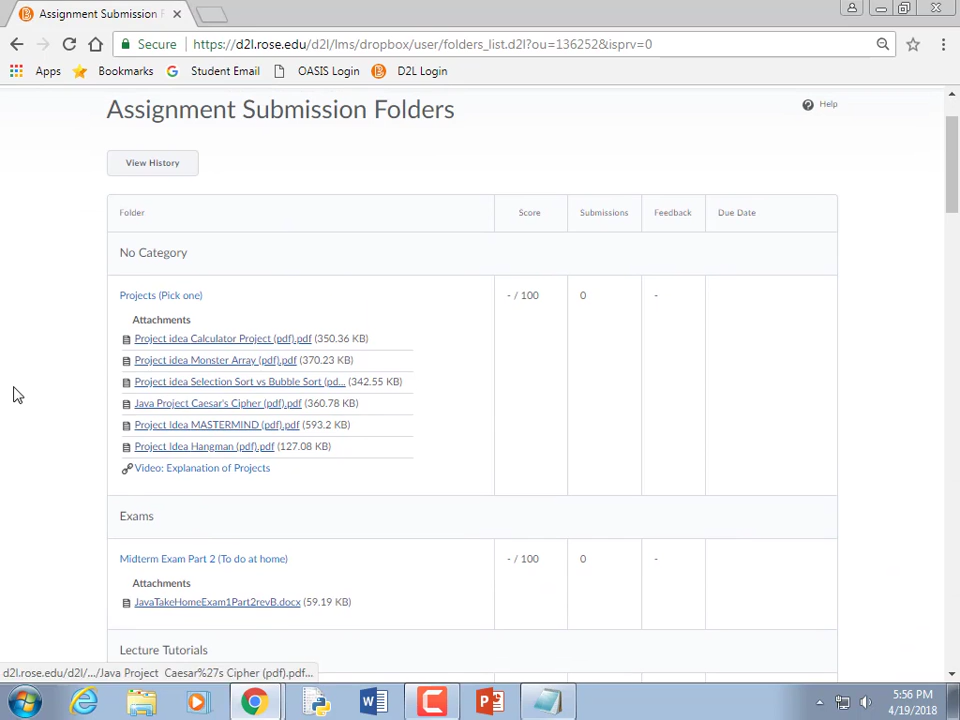 Assignment Submission F
Secure
https://d2l.rose.edu/d2l/lms/dropbox/user/folders_list.d2l?ou=136252&isprv=0
Apps
Bookmarks
Student Email
OASIS Login
D2L Login
Assignment Submission Folders
Help
View History
Folder
Score
Submissions
Feedback
Due Date
No Category
Projects (Pick one)
- / 100
0
-
Attachments
Project idea Calculator Project (pdf).pdf (350.36 KB)
Project idea Monster Array (pdf).pdf (370.23 KB)
Project idea Selection Sort vs Bubble Sort (pd... (342.55 KB)
Java Project Caesar's Cipher (pdf).pdf (360.78 KB)
Project Idea MASTERMIND (pdf).pdf (593.2 KB)
Project Idea Hangman (pdf).pdf (127.08 KB)
Video: Explanation of Projects
Exams
Midterm Exam Part 2 (To do at home)
- / 100
0
-
Attachments
JavaTakeHomeExam1Part2revB.docx (59.19 KB)
Lecture Tutorials
d2l.rose.edu/d2l/.../Java Project Caesar%27s Cipher (pdf).pdf...
5:56 PM
4/19/2018